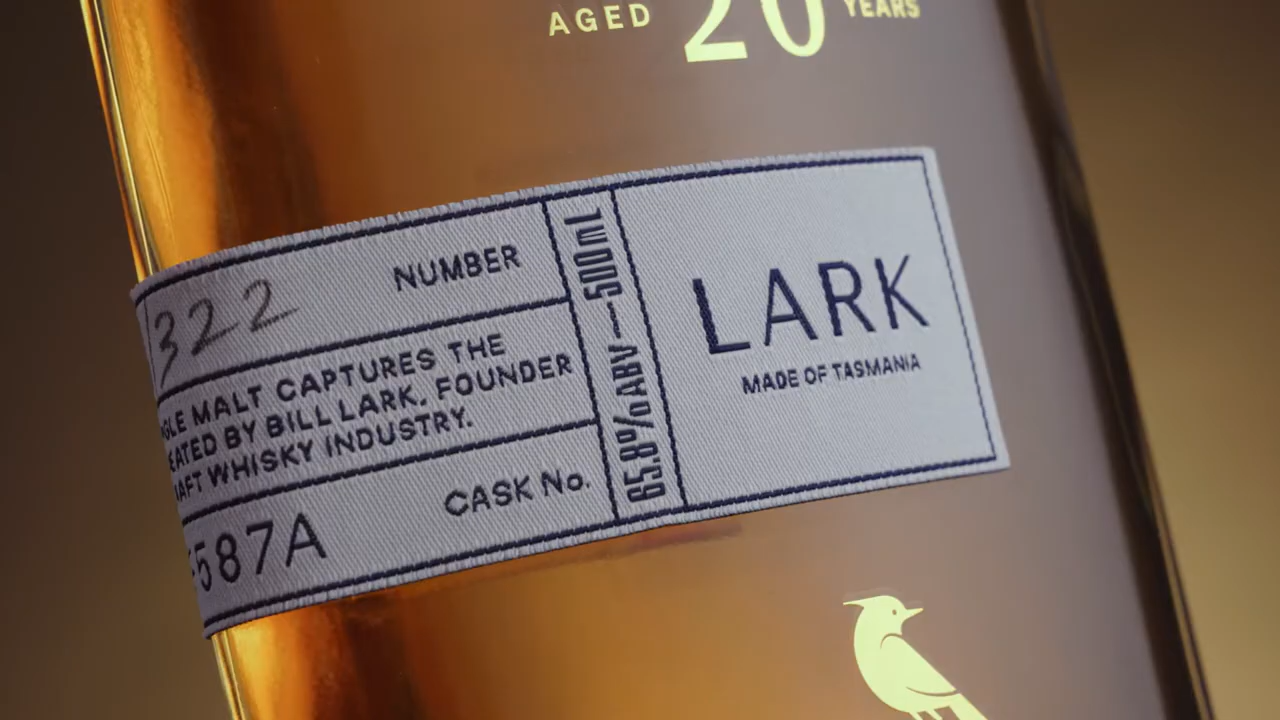 AGED 20 YEARS
322 NUMBER
MALT CAPTURES THE
BY BILL LARK. FOUNDER
WHISKY INDUSTRY.
587A CASK No.
65.8%ABV—500mL
LARK
MADE OF TASMANIA